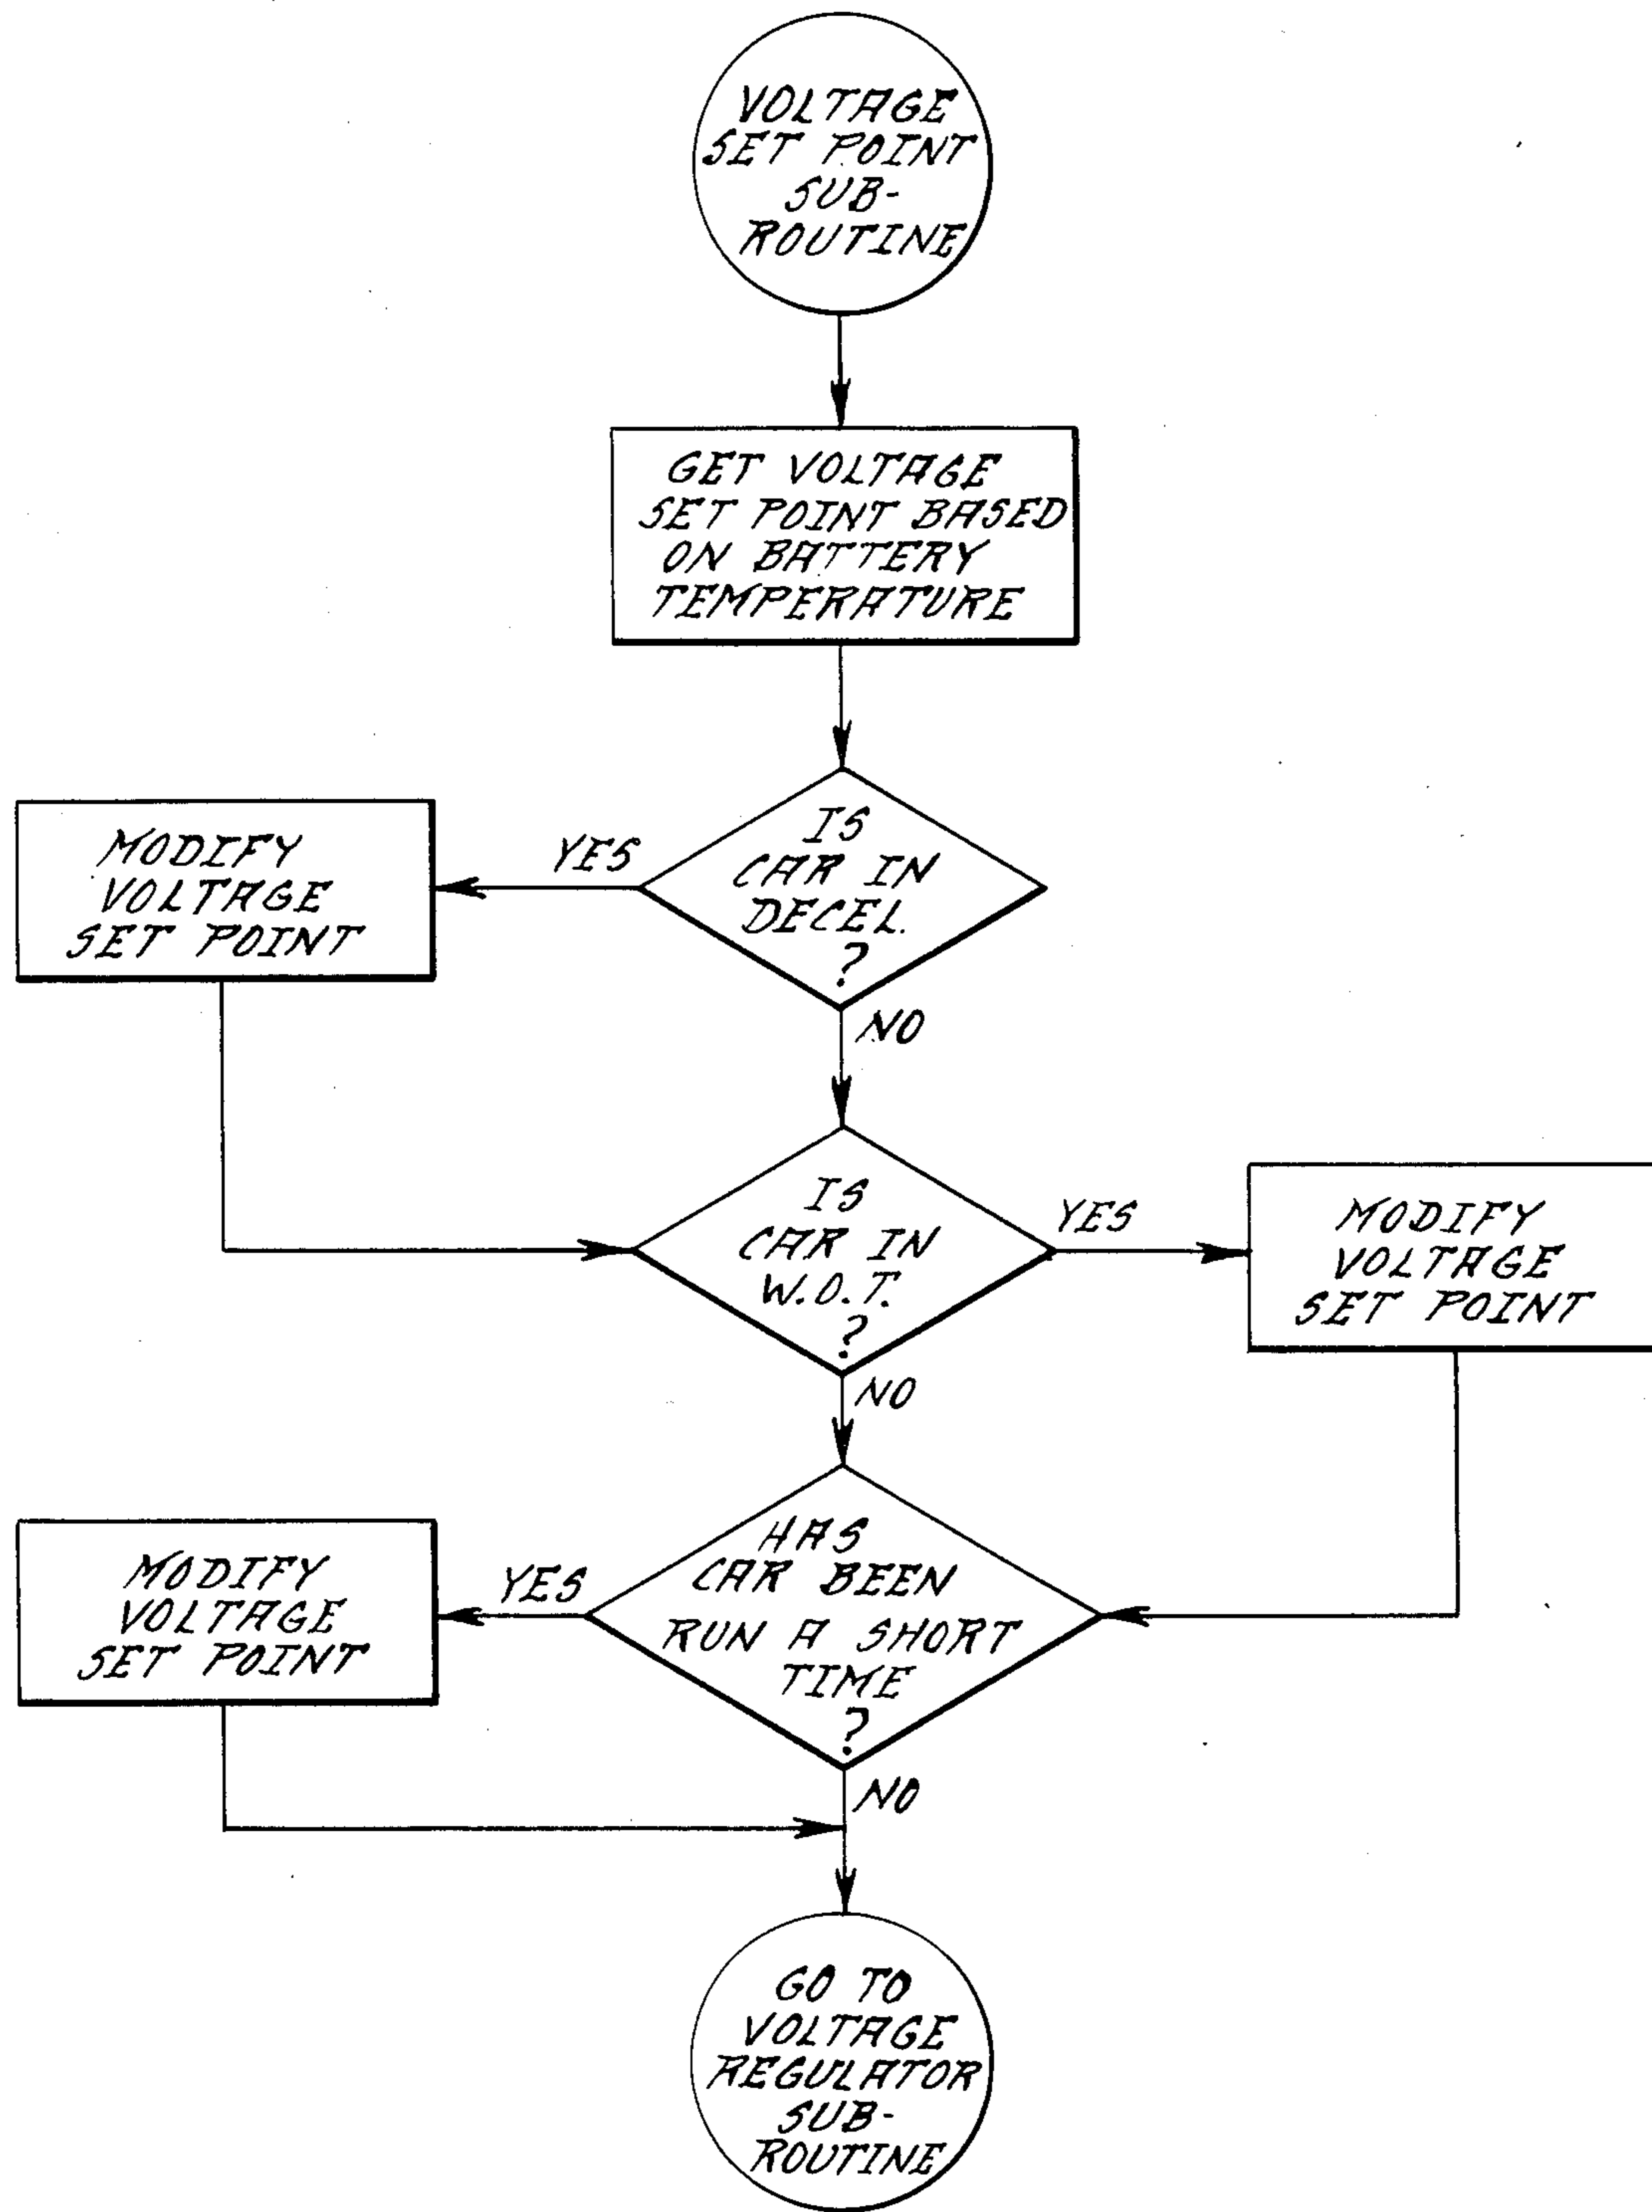 VOLTAGE
SET POINT
SUB-
ROUTINE
GET VOLTAGE
SET POINT BASED
ON BATTERY
TEMPERATURE
IS
CAR IN
DECEL.
?
YES
MODIFY
VOLTAGE
SET POINT
NO
IS
CAR IN
W.O.T.
?
YES
MODIFY
VOLTAGE
SET POINT
NO
HAS
CAR BEEN
RUN A SHORT
TIME
?
YES
MODIFY
VOLTAGE
SET POINT
NO
GO TO
VOLTAGE
REGULATOR
SUB-
ROUTINE